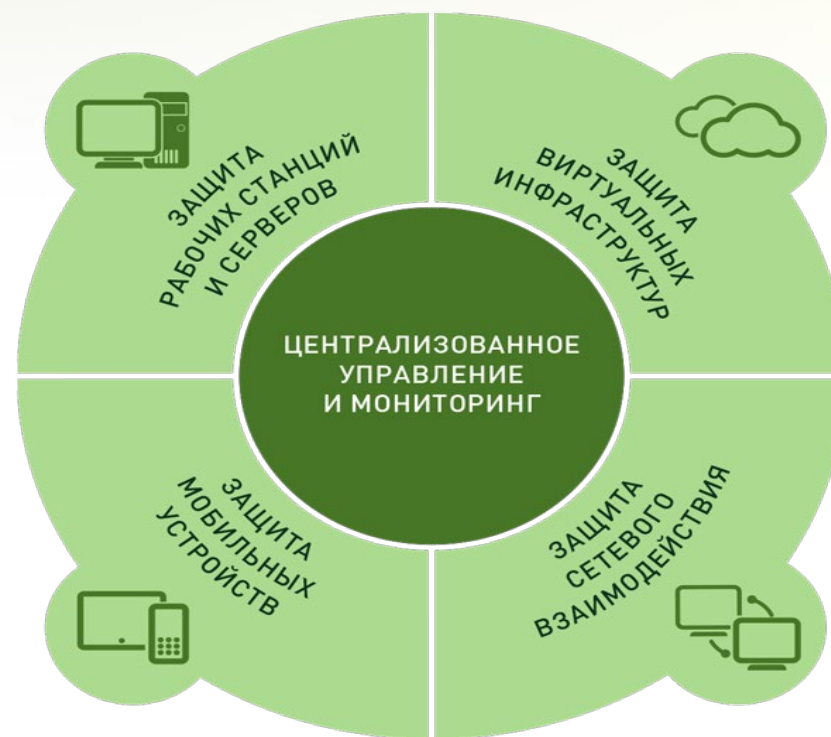 ЗАЩИТА
РАБОЧИХ СТАНЦИЙ
И СЕРВЕРОВ
ЗАЩИТА
ВИРТУАЛЬНЫХ
ИНФРАСТРУКТУР
ЦЕНТРАЛИЗОВАННОЕ
УПРАВЛЕНИЕ
И МОНИТОРИНГ
ЗАЩИТА
МОБИЛЬНЫХ
УСТРОЙСТВ
ЗАЩИТА
СЕТЕВОГО
ВЗАИМОДЕЙСТВИЯ